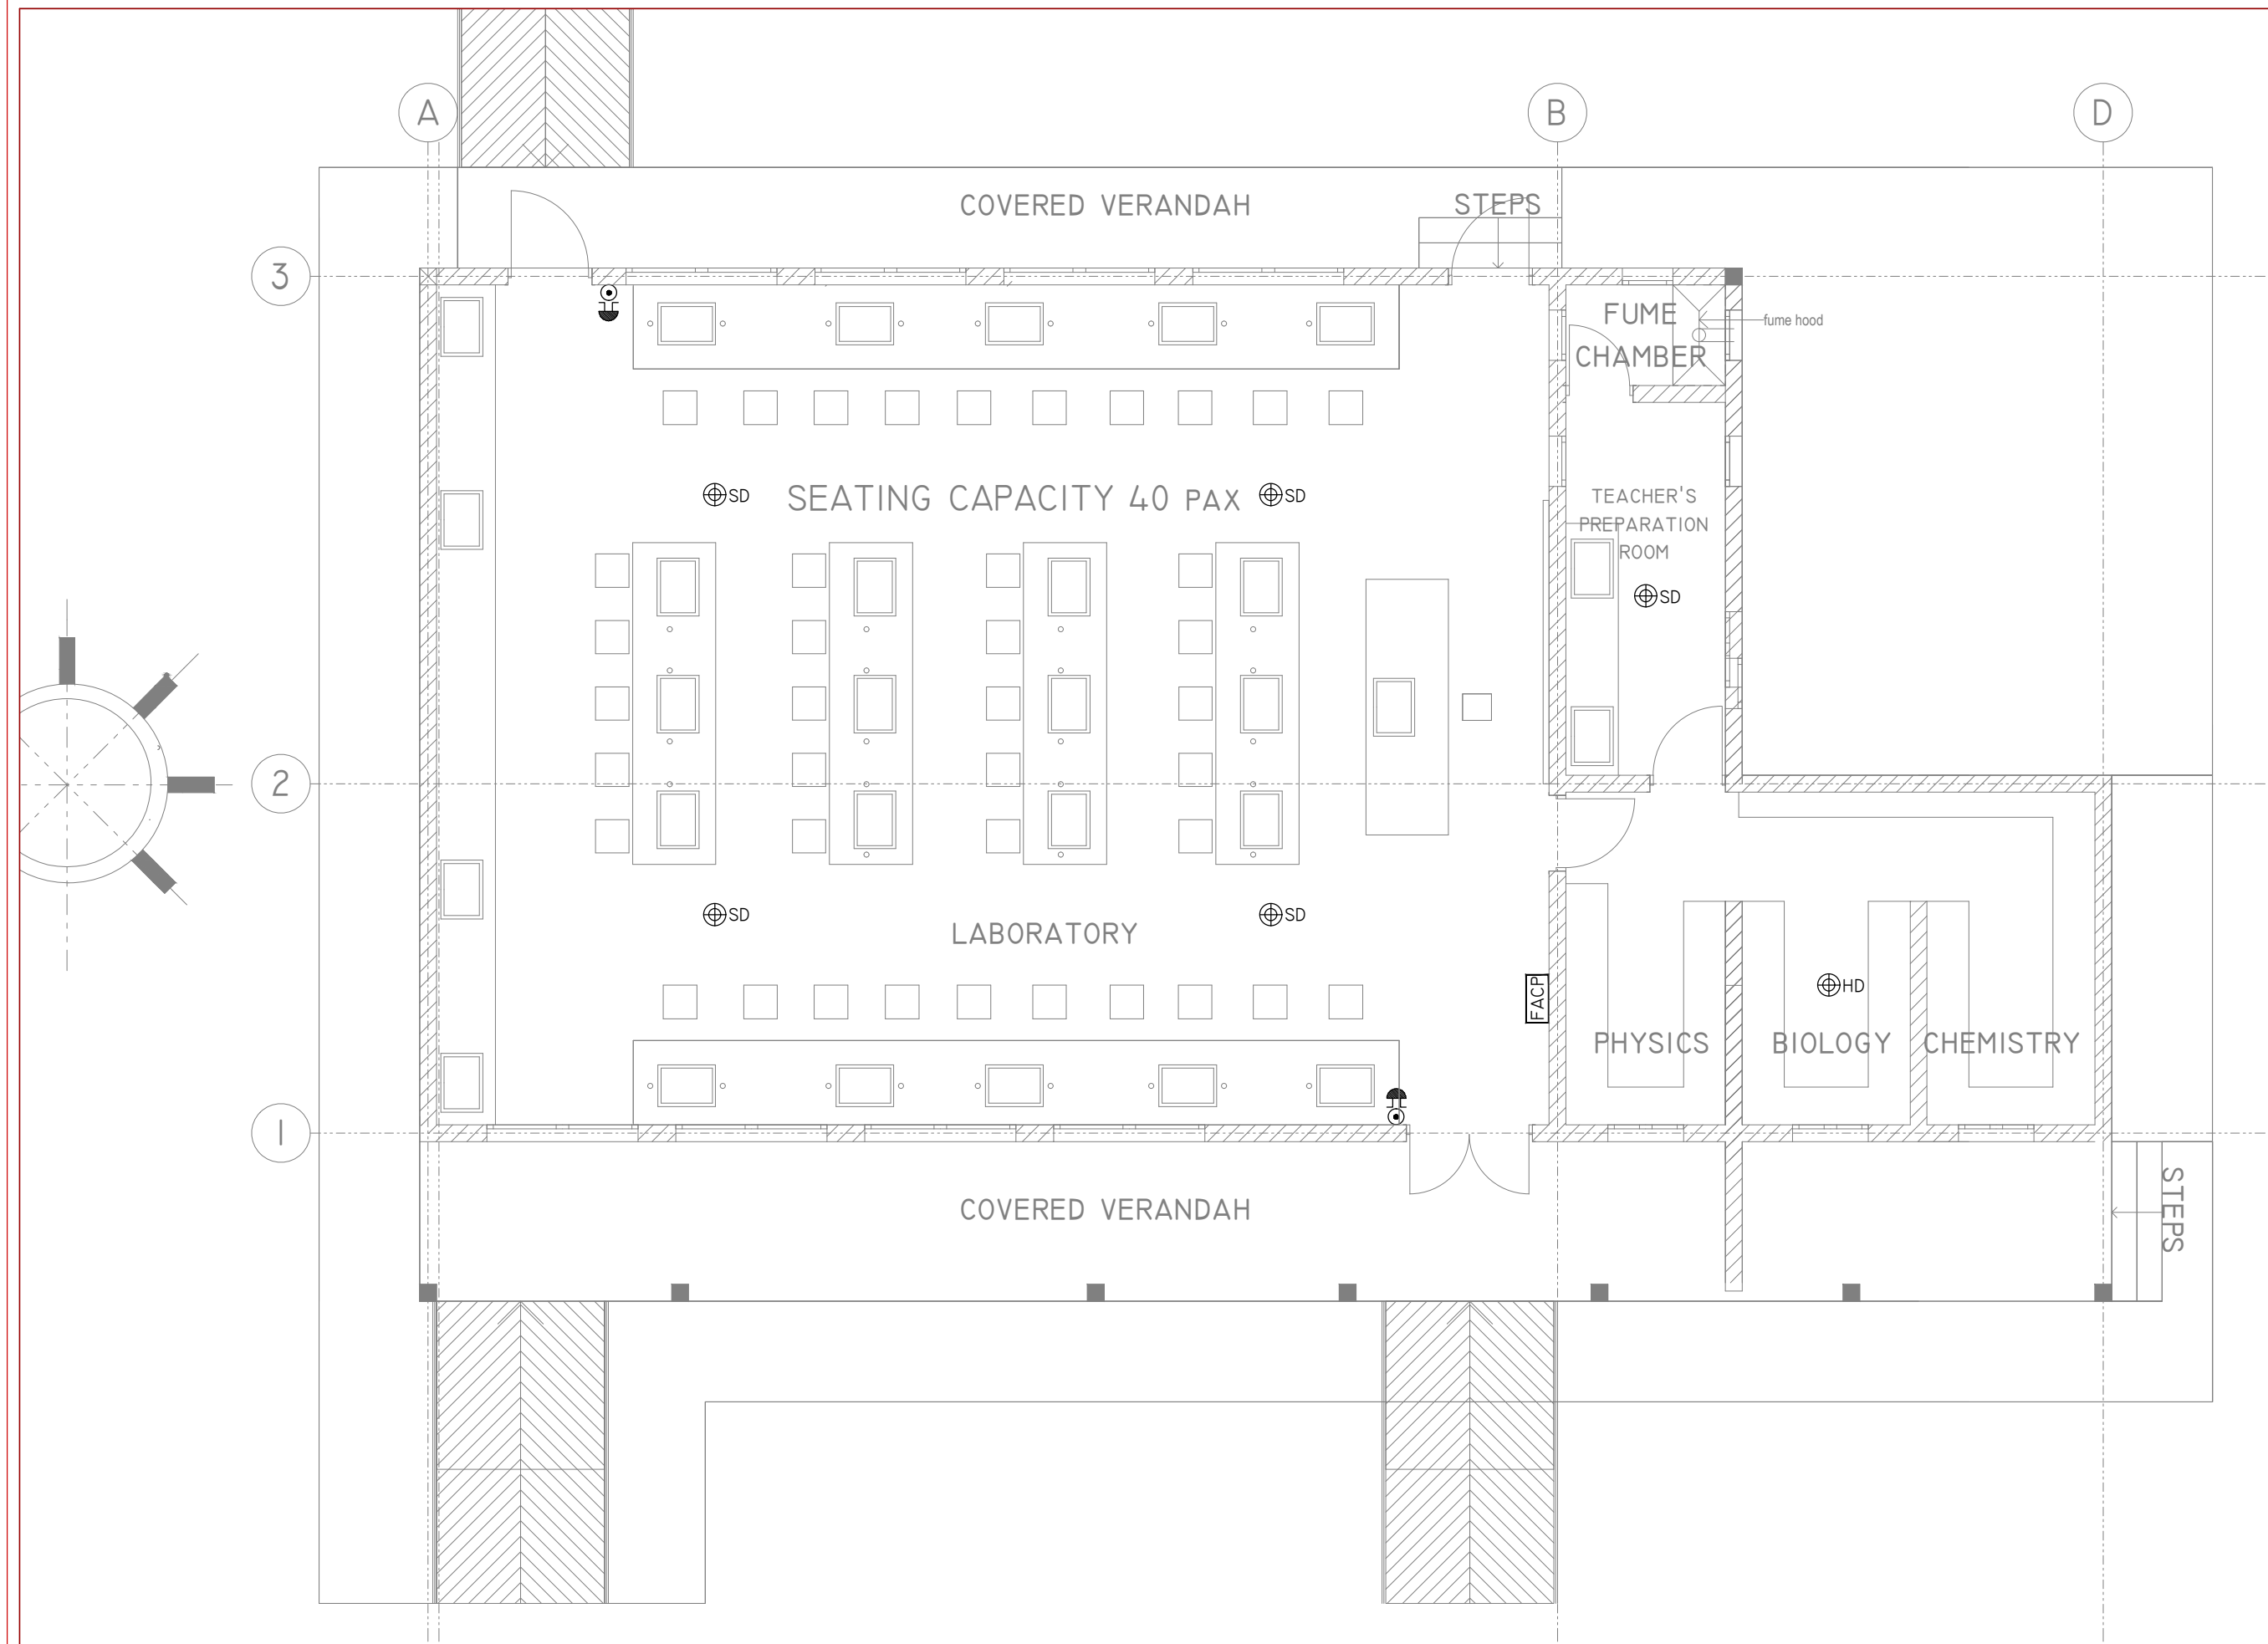 A
B
D
COVERED VERANDAH
STEPS
3
FUME
CHAMBER
fume hood
SD
SEATING CAPACITY 40 PAX
SD
TEACHER'S
PREPARATION
ROOM
SD
2
SD
LABORATORY
SD
FACP
HD
PHYSICS
BIOLOGY
CHEMISTRY
1
COVERED VERANDAH
STEPS